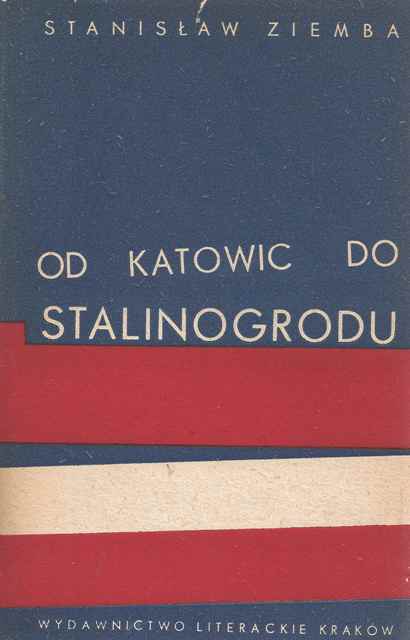 STANISŁAW ZIEMBA
OD KATOWIC DO
STALINOGRODU
WYDAWNICTWO LITERACKIE KRAKÓW